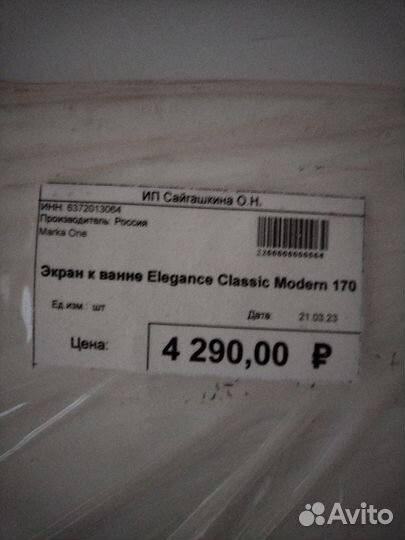 ИП Сайгашкина О.Н.
ИНН: 6372013064
Производитель: Россия
Marka One
Экран к ванне Elegance Classic Modern 170
Ед.изм.: шт
Дата: 21.03.23
Цена: 4 290,00 ₽
Avito